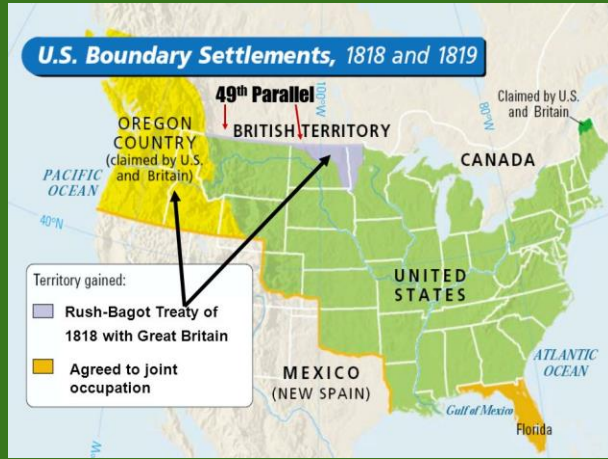 U.S. Boundary Settlements, 1818 and 1819
49th Parallel
100°W
80°W
Claimed by U.S.
and Britain
OREGON
COUNTRY
(claimed by U.S.
and Britain)
BRITISH TERRITORY
CANADA
PACIFIC
OCEAN
40°N
Territory gained:
Rush-Bagot Treaty of
1818 with Great Britain
Agreed to joint
occupation
UNITED
STATES
MEXICO
(NEW SPAIN)
ATLANTIC
OCEAN
Gulf of Mexico
Florida